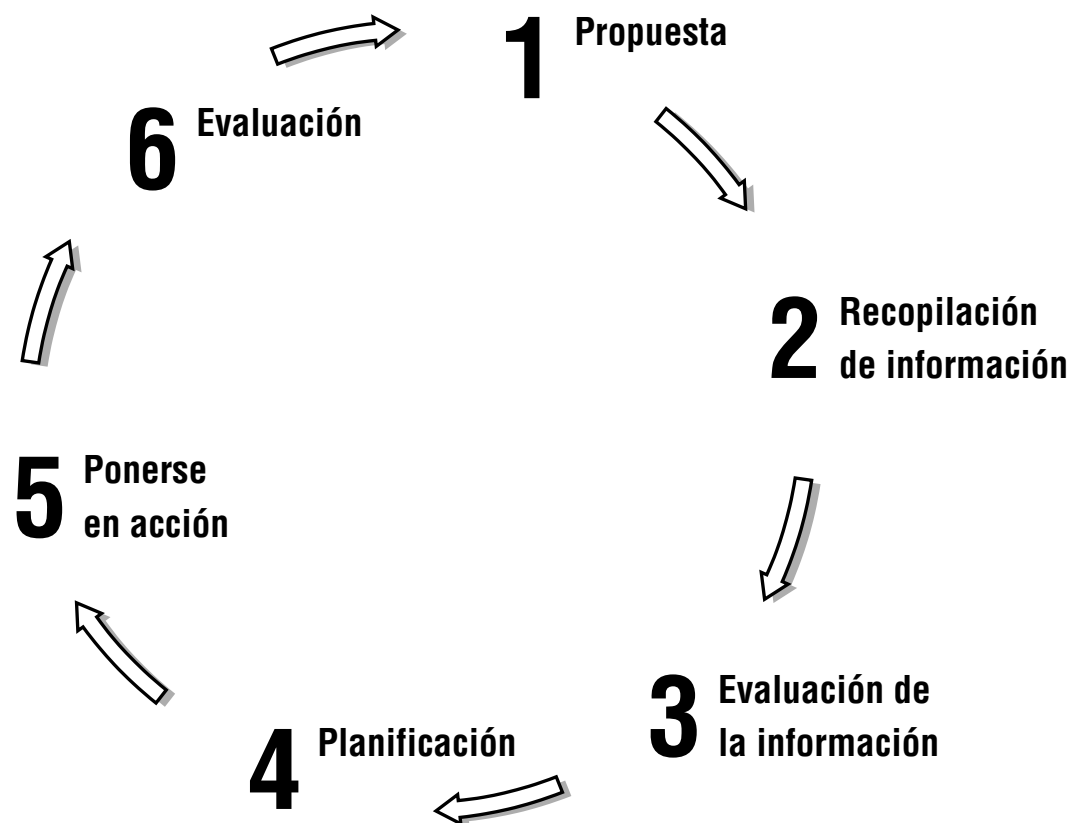 1 Propuesta
2 Recopilación
de información
3 Evaluación de
la información
4 Planificación
5 Ponerse
en acción
6 Evaluación